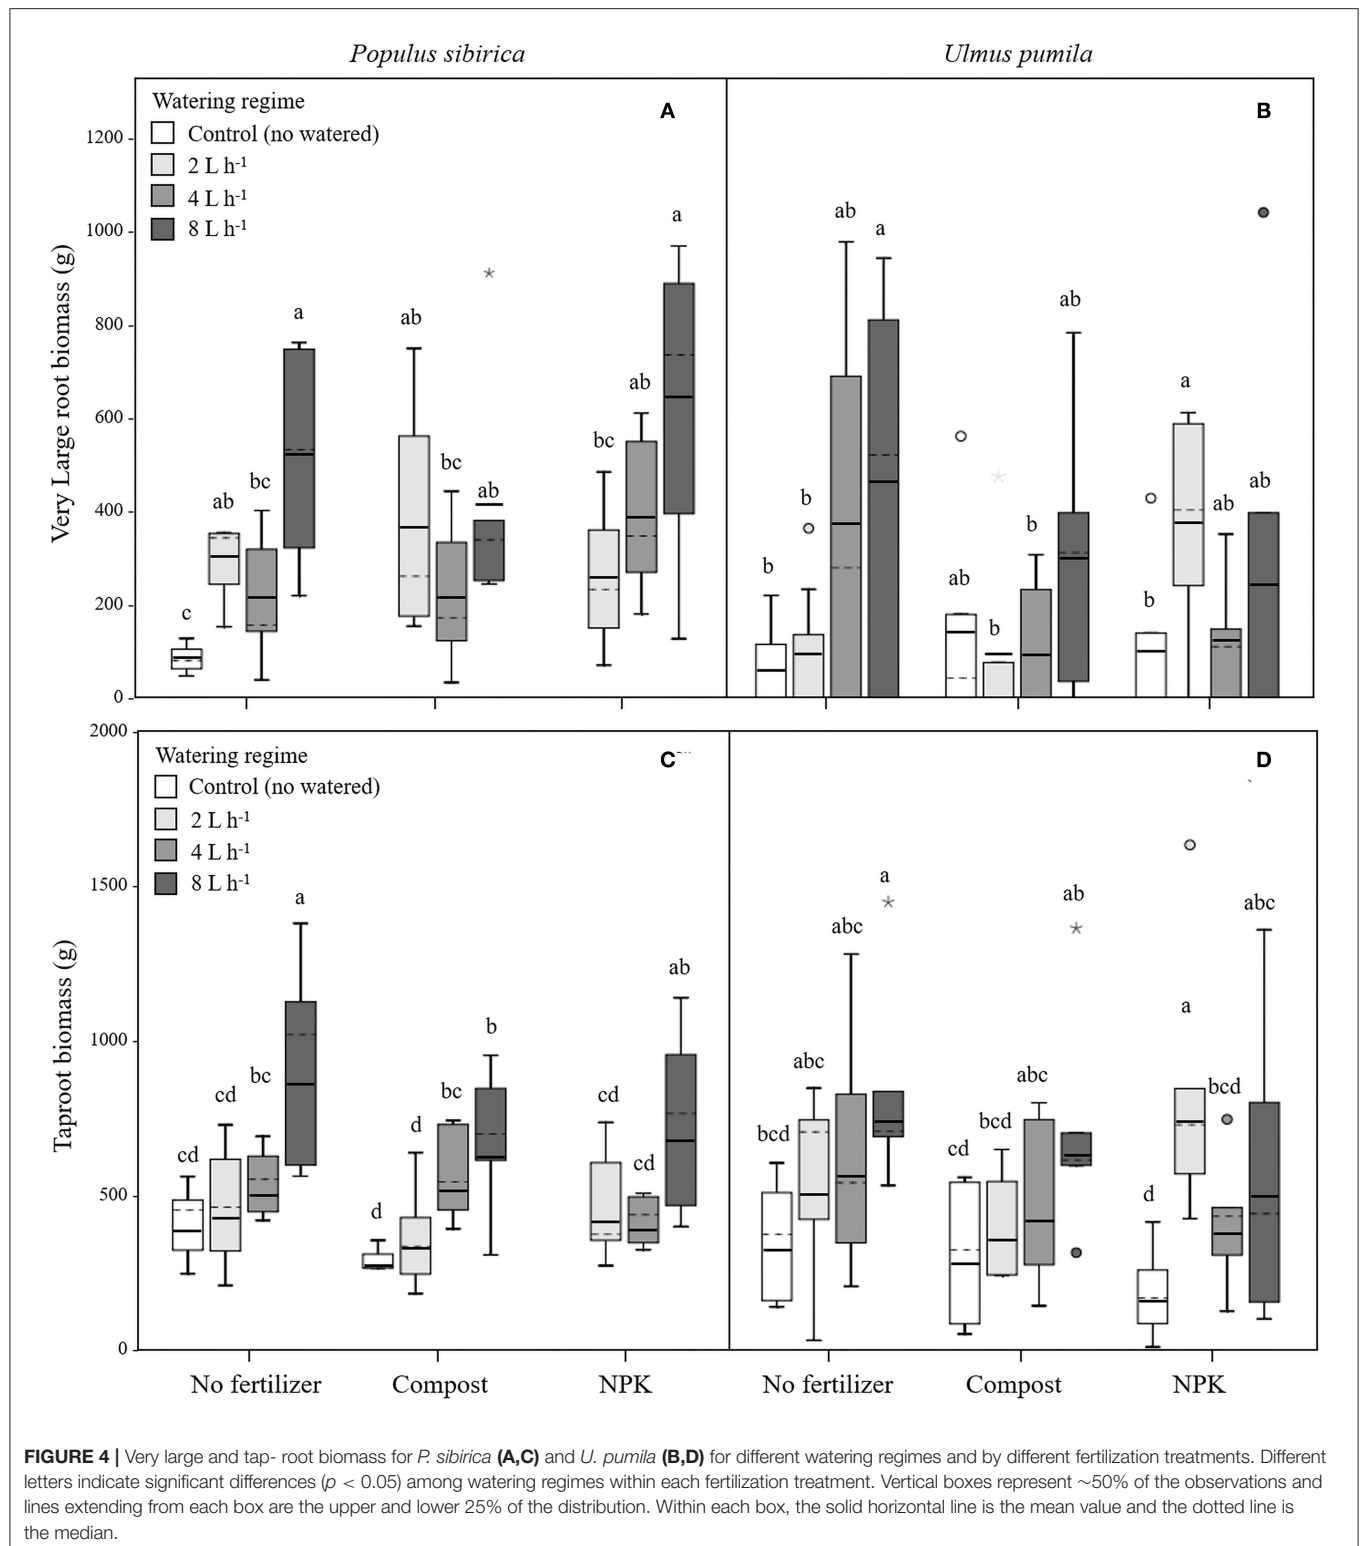 Populus sibirica
Ulmus pumila
Watering regime
Control (no watered)
2 L h-1
4 L h-1
8 L h-1
A
B
Very Large root biomass (g)
1200
1000
800
600
400
200
0
c
ab
bc
a
ab
bc
ab
bc
ab
a
b
b
ab
a
ab
b
b
ab
b
a
ab
ab
Watering regime
Control (no watered)
2 L h-1
4 L h-1
8 L h-1
C
D
Taproot biomass (g)
2000
1500
1000
500
0
cd
cd
bc
a
d
d
bc
b
cd
cd
ab
bcd
abc
abc
a
cd
bcd
abc
ab
d
a
bcd
abc
No fertilizer
Compost
NPK
No fertilizer
Compost
NPK
FIGURE 4 | Very large and tap- root biomass for P. sibirica (A,C) and U. pumila (B,D) for different watering regimes and by different fertilization treatments. Different
letters indicate significant differences (p < 0.05) among watering regimes within each fertilization treatment. Vertical boxes represent ~50% of the observations and
lines extending from each box are the upper and lower 25% of the distribution. Within each box, the solid horizontal line is the mean value and the dotted line is
the median.